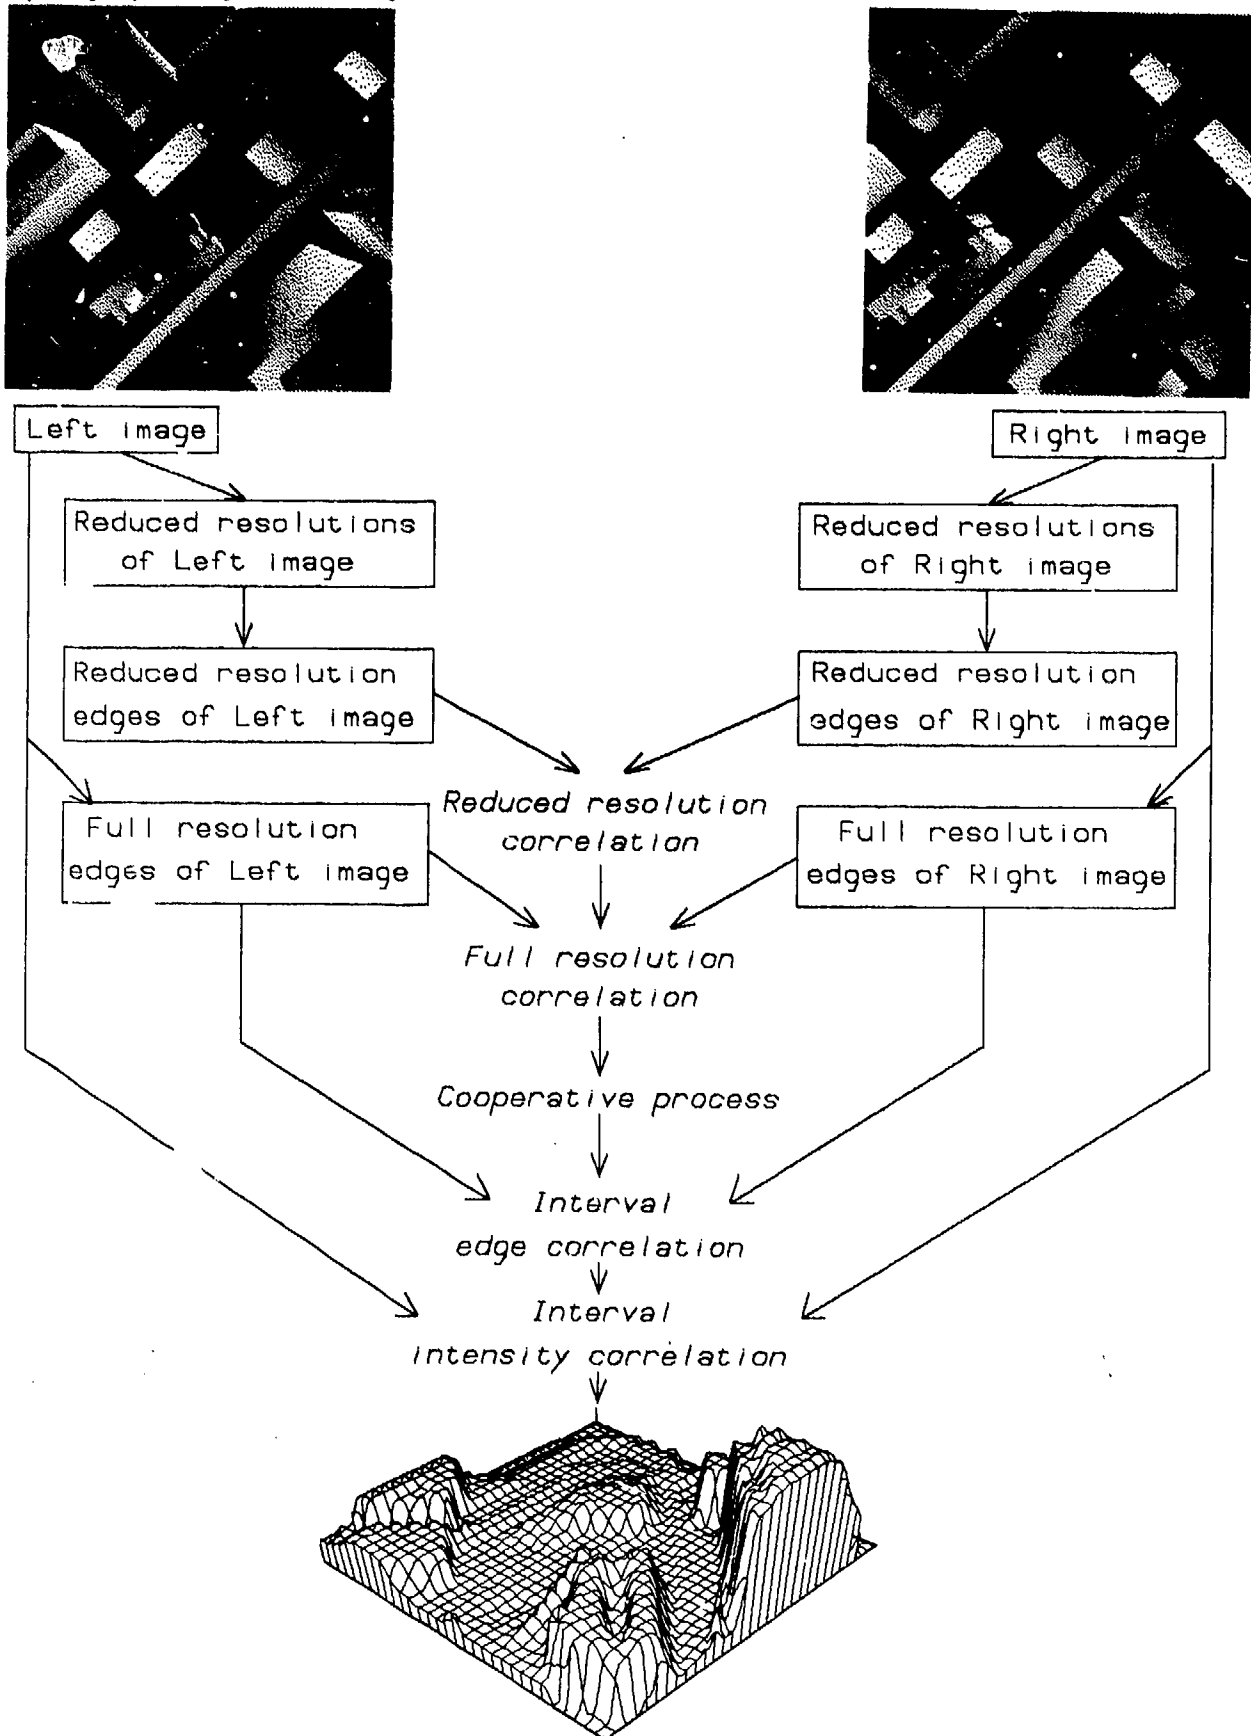 Left image
Right image
Reduced resolutions
of Left image
Reduced resolutions
of Right image
Reduced resolution
edges of Left image
Reduced resolution
edges of Right image
Reduced resolution
correlation
Full resolution
edges of Left image
Full resolution
edges of Right image
Full resolution
correlation
Cooperative process
Interval
edge correlation
Interval
intensity correlation